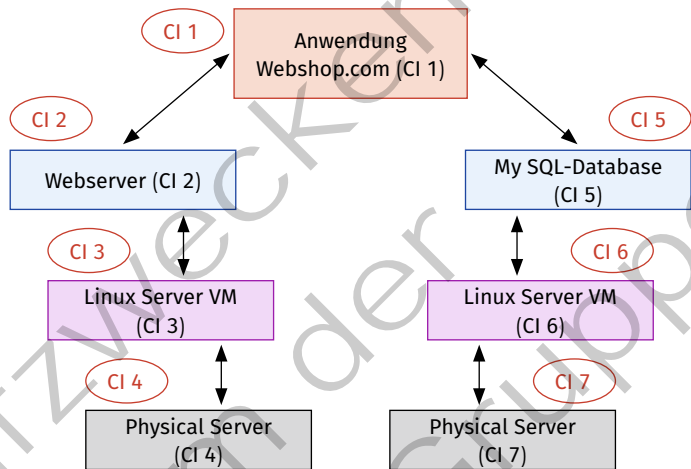 CI 1
Anwendung
Webshop.com (CI 1)
CI 2
CI 5
Webserver (CI 2)
My SQL-Database
(CI 5)
CI 3
CI 6
Linux Server VM
(CI 3)
Linux Server VM
(CI 6)
CI 4
CI 7
Physical Server
(CI 4)
Physical Server
(CI 7)
der